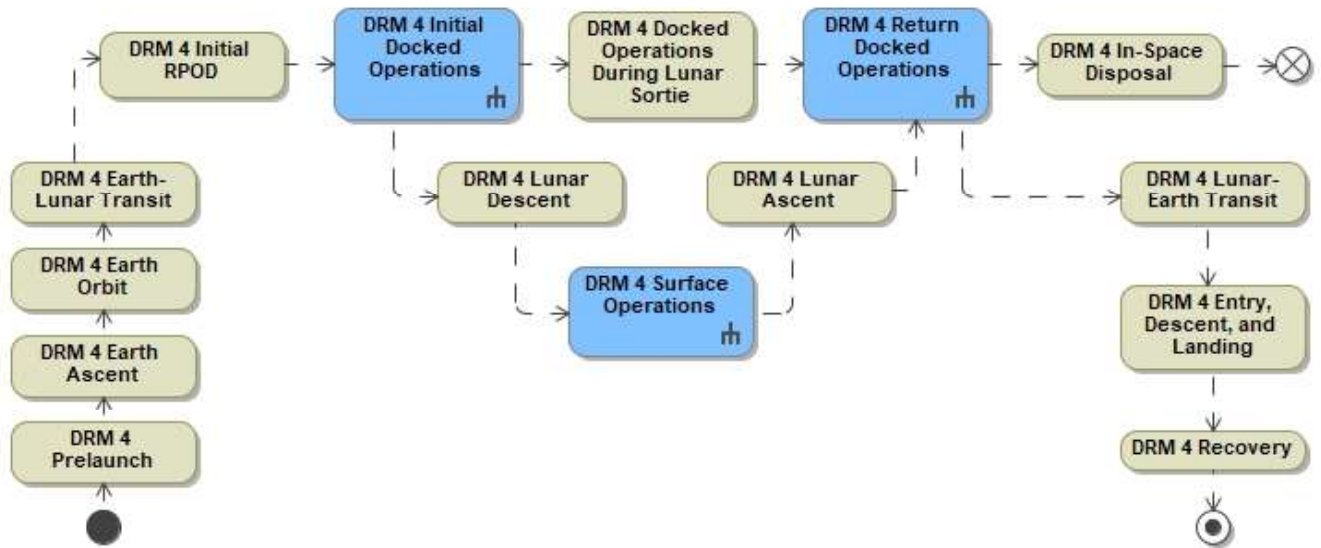 DRM 4 Initial
RPOD
DRM 4 Initial
Docked
Operations
DRM 4 Docked
Operations
During Lunar
Sortie
DRM 4 Return
Docked
Operations
DRM 4 In-Space
Disposal
DRM 4 Earth-
Lunar Transit
DRM 4 Lunar
Descent
DRM 4 Lunar
Ascent
DRM 4 Lunar-
Earth Transit
DRM 4 Earth
Orbit
DRM 4 Surface
Operations
DRM 4 Entry,
Descent, and
Landing
DRM 4 Earth
Ascent
DRM 4
Prelaunch
DRM 4 Recovery